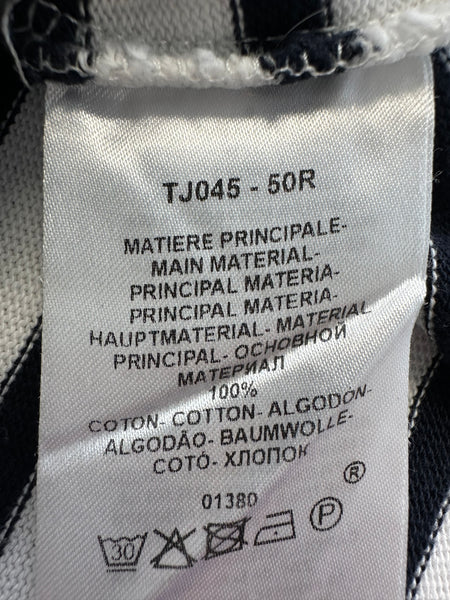 TJ045 - 50R
MATIERE PRINCIPALE-
MAIN MATERIAL-
PRINCIPAL MATERIA-
PRINCIPAL MATERIA-
HAUPTMATERIAL- MATERIAL
PRINCIPAL- ОСНОВНОЙ
МАТЕРИАЛ
100%
COTON- COTTON- ALGODON-
ALGODÃO- BAUMWOLLE-
COTÓ- ХЛОПОК
®
01380
30 P